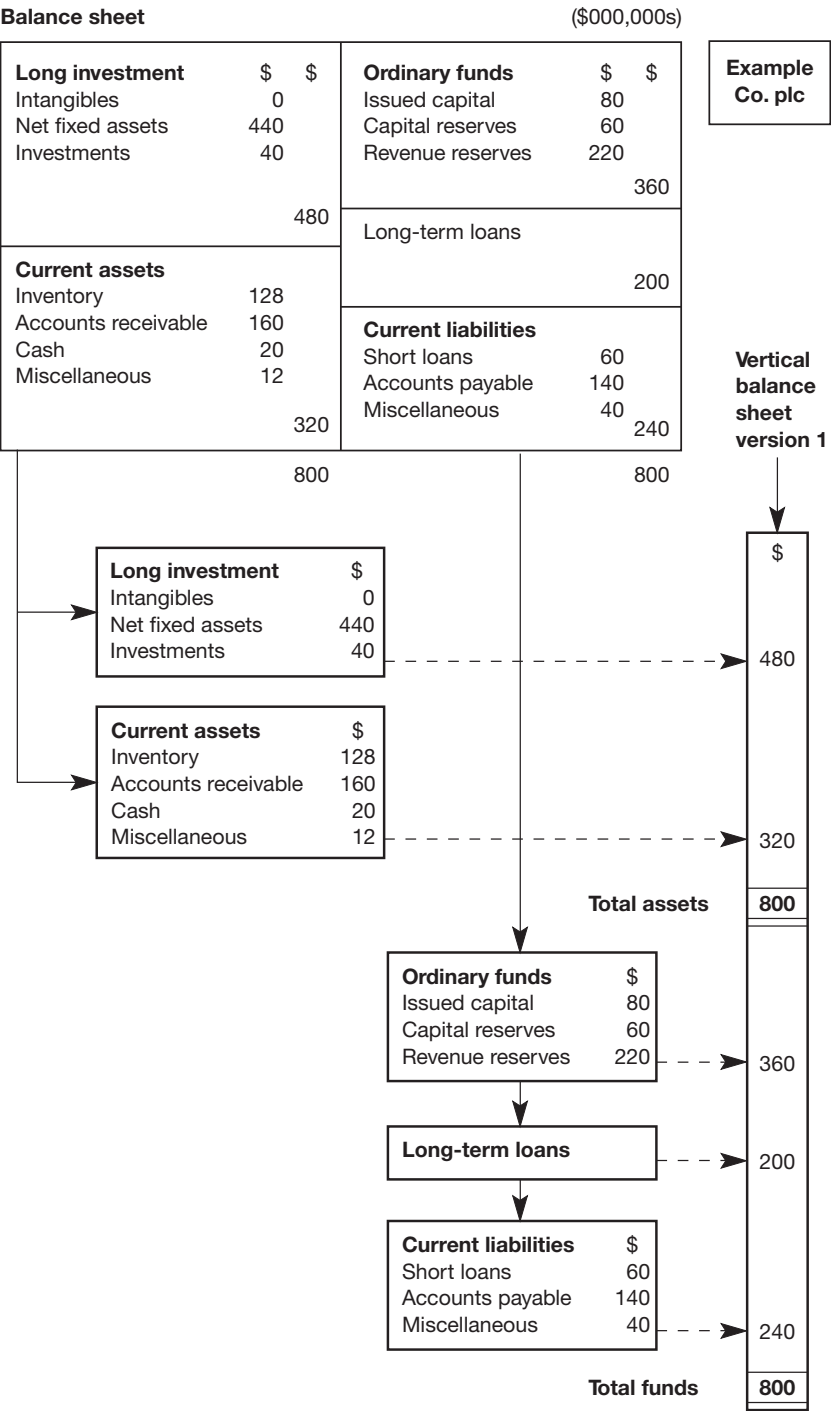 Balance sheet ($000,000s)
Long investment $ $
Intangibles 0
Net fixed assets 440
Investments 40
480
Current assets
Inventory 128
Accounts receivable 160
Cash 20
Miscellaneous 12
320
800
Ordinary funds $ $
Issued capital 80
Capital reserves 60
Revenue reserves 220
360
Long-term loans
200
Current liabilities
Short loans 60
Accounts payable 140
Miscellaneous 40
240
800
Example
Co. plc
Vertical
balance
sheet
version 1
$
Long investment $
Intangibles 0
Net fixed assets 440
Investments 40
480
Current assets $
Inventory 128
Accounts receivable 160
Cash 20
Miscellaneous 12
320
Total assets 800
Ordinary funds $
Issued capital 80
Capital reserves 60
Revenue reserves 220
360
Long-term loans
200
Current liabilities $
Short loans 60
Accounts payable 140
Miscellaneous 40
240
Total funds 800